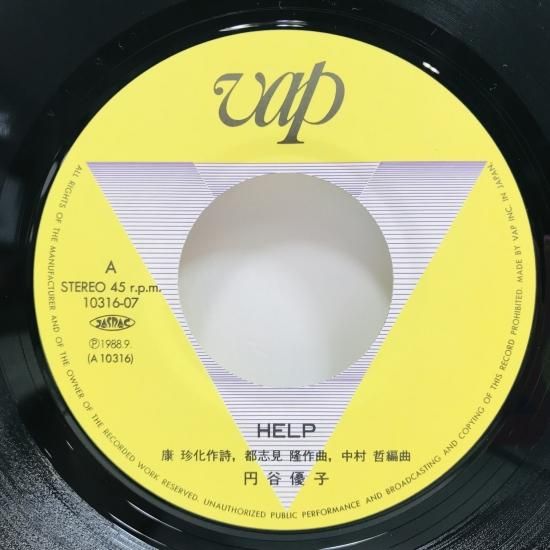 vap
A
STEREO 45 r.p.m.
10316-07
JASRAC
Ⓟ1988.9.
(A 10316)
HELP
康 珍化作詩, 都志見 隆作曲, 中村 哲編曲
円谷優子
ALL RIGHTS OF THE MANUFACTURER AND OF THE OWNER OF THE RECORDED WORK RESERVED. UNAUTHORIZED PUBLIC PERFORMANCE AND BROADCASTING AND COPYING OF THIS RECORD PROHIBITED. MADE BY VAP INC. IN JAPAN.